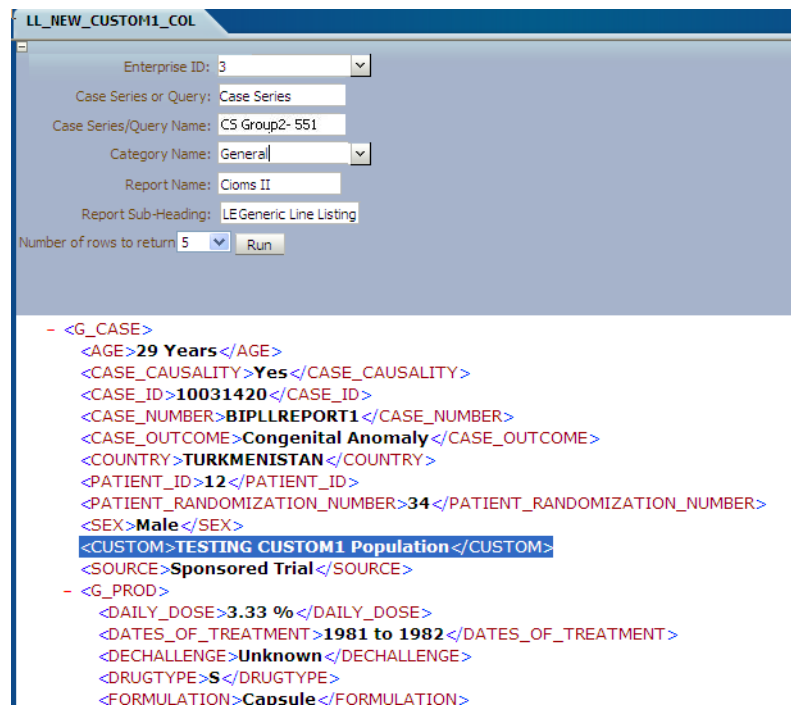 LL_NEW_CUSTOM1_COL
Enterprise ID: 3
Case Series or Query: Case Series
Case Series/Query Name: CS Group2- 551
Category Name: General
Report Name: Cioms II
Report Sub-Heading: LEGeneric Line Listing
Number of rows to return 5 Run
- <G_CASE>
<AGE>29 Years</AGE>
<CASE_CAUSALITY>Yes</CASE_CAUSALITY>
<CASE_ID>10031420</CASE_ID>
<CASE_NUMBER>BIPLLREPORT1</CASE_NUMBER>
<CASE_OUTCOME>Congenital Anomaly</CASE_OUTCOME>
<COUNTRY>TURKMENISTAN</COUNTRY>
<PATIENT_ID>12</PATIENT_ID>
<PATIENT_RANDOMIZATION_NUMBER>34</PATIENT_RANDOMIZATION_NUMBER>
<SEX>Male</SEX>
<CUSTOM>TESTING CUSTOM1 Population</CUSTOM>
<SOURCE>Sponsored Trial</SOURCE>
- <G_PROD>
<DAILY_DOSE>3.33 %</DAILY_DOSE>
<DATES_OF_TREATMENT>1981 to 1982</DATES_OF_TREATMENT>
<DECHALLENGE>Unknown</DECHALLENGE>
<DRUGTYPE>S</DRUGTYPE>
<FORMULATION>Capsule</FORMULATION>